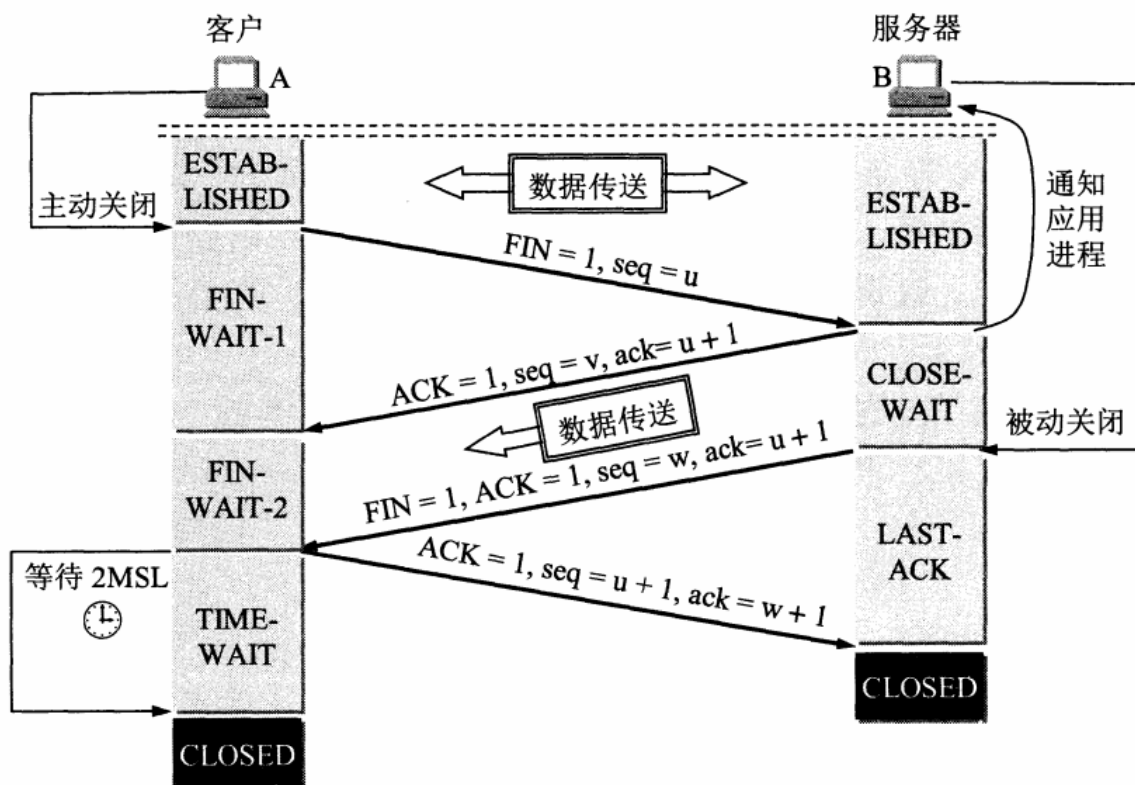 客户
服务器
A
B
ESTAB-
LISHED
数据传送
ESTAB-
LISHED
通知
应用
进程
主动关闭
FIN = 1, seq = u
FIN-
WAIT-1
ACK = 1, seq = v, ack= u + 1
CLOSE-
WAIT
数据传送
被动关闭
FIN-
WAIT-2
FIN = 1, ACK = 1, seq = w, ack= u + 1
LAST-
ACK
ACK = 1, seq = u + 1, ack = w + 1
等待 2MSL
TIME-
WAIT
CLOSED
CLOSED